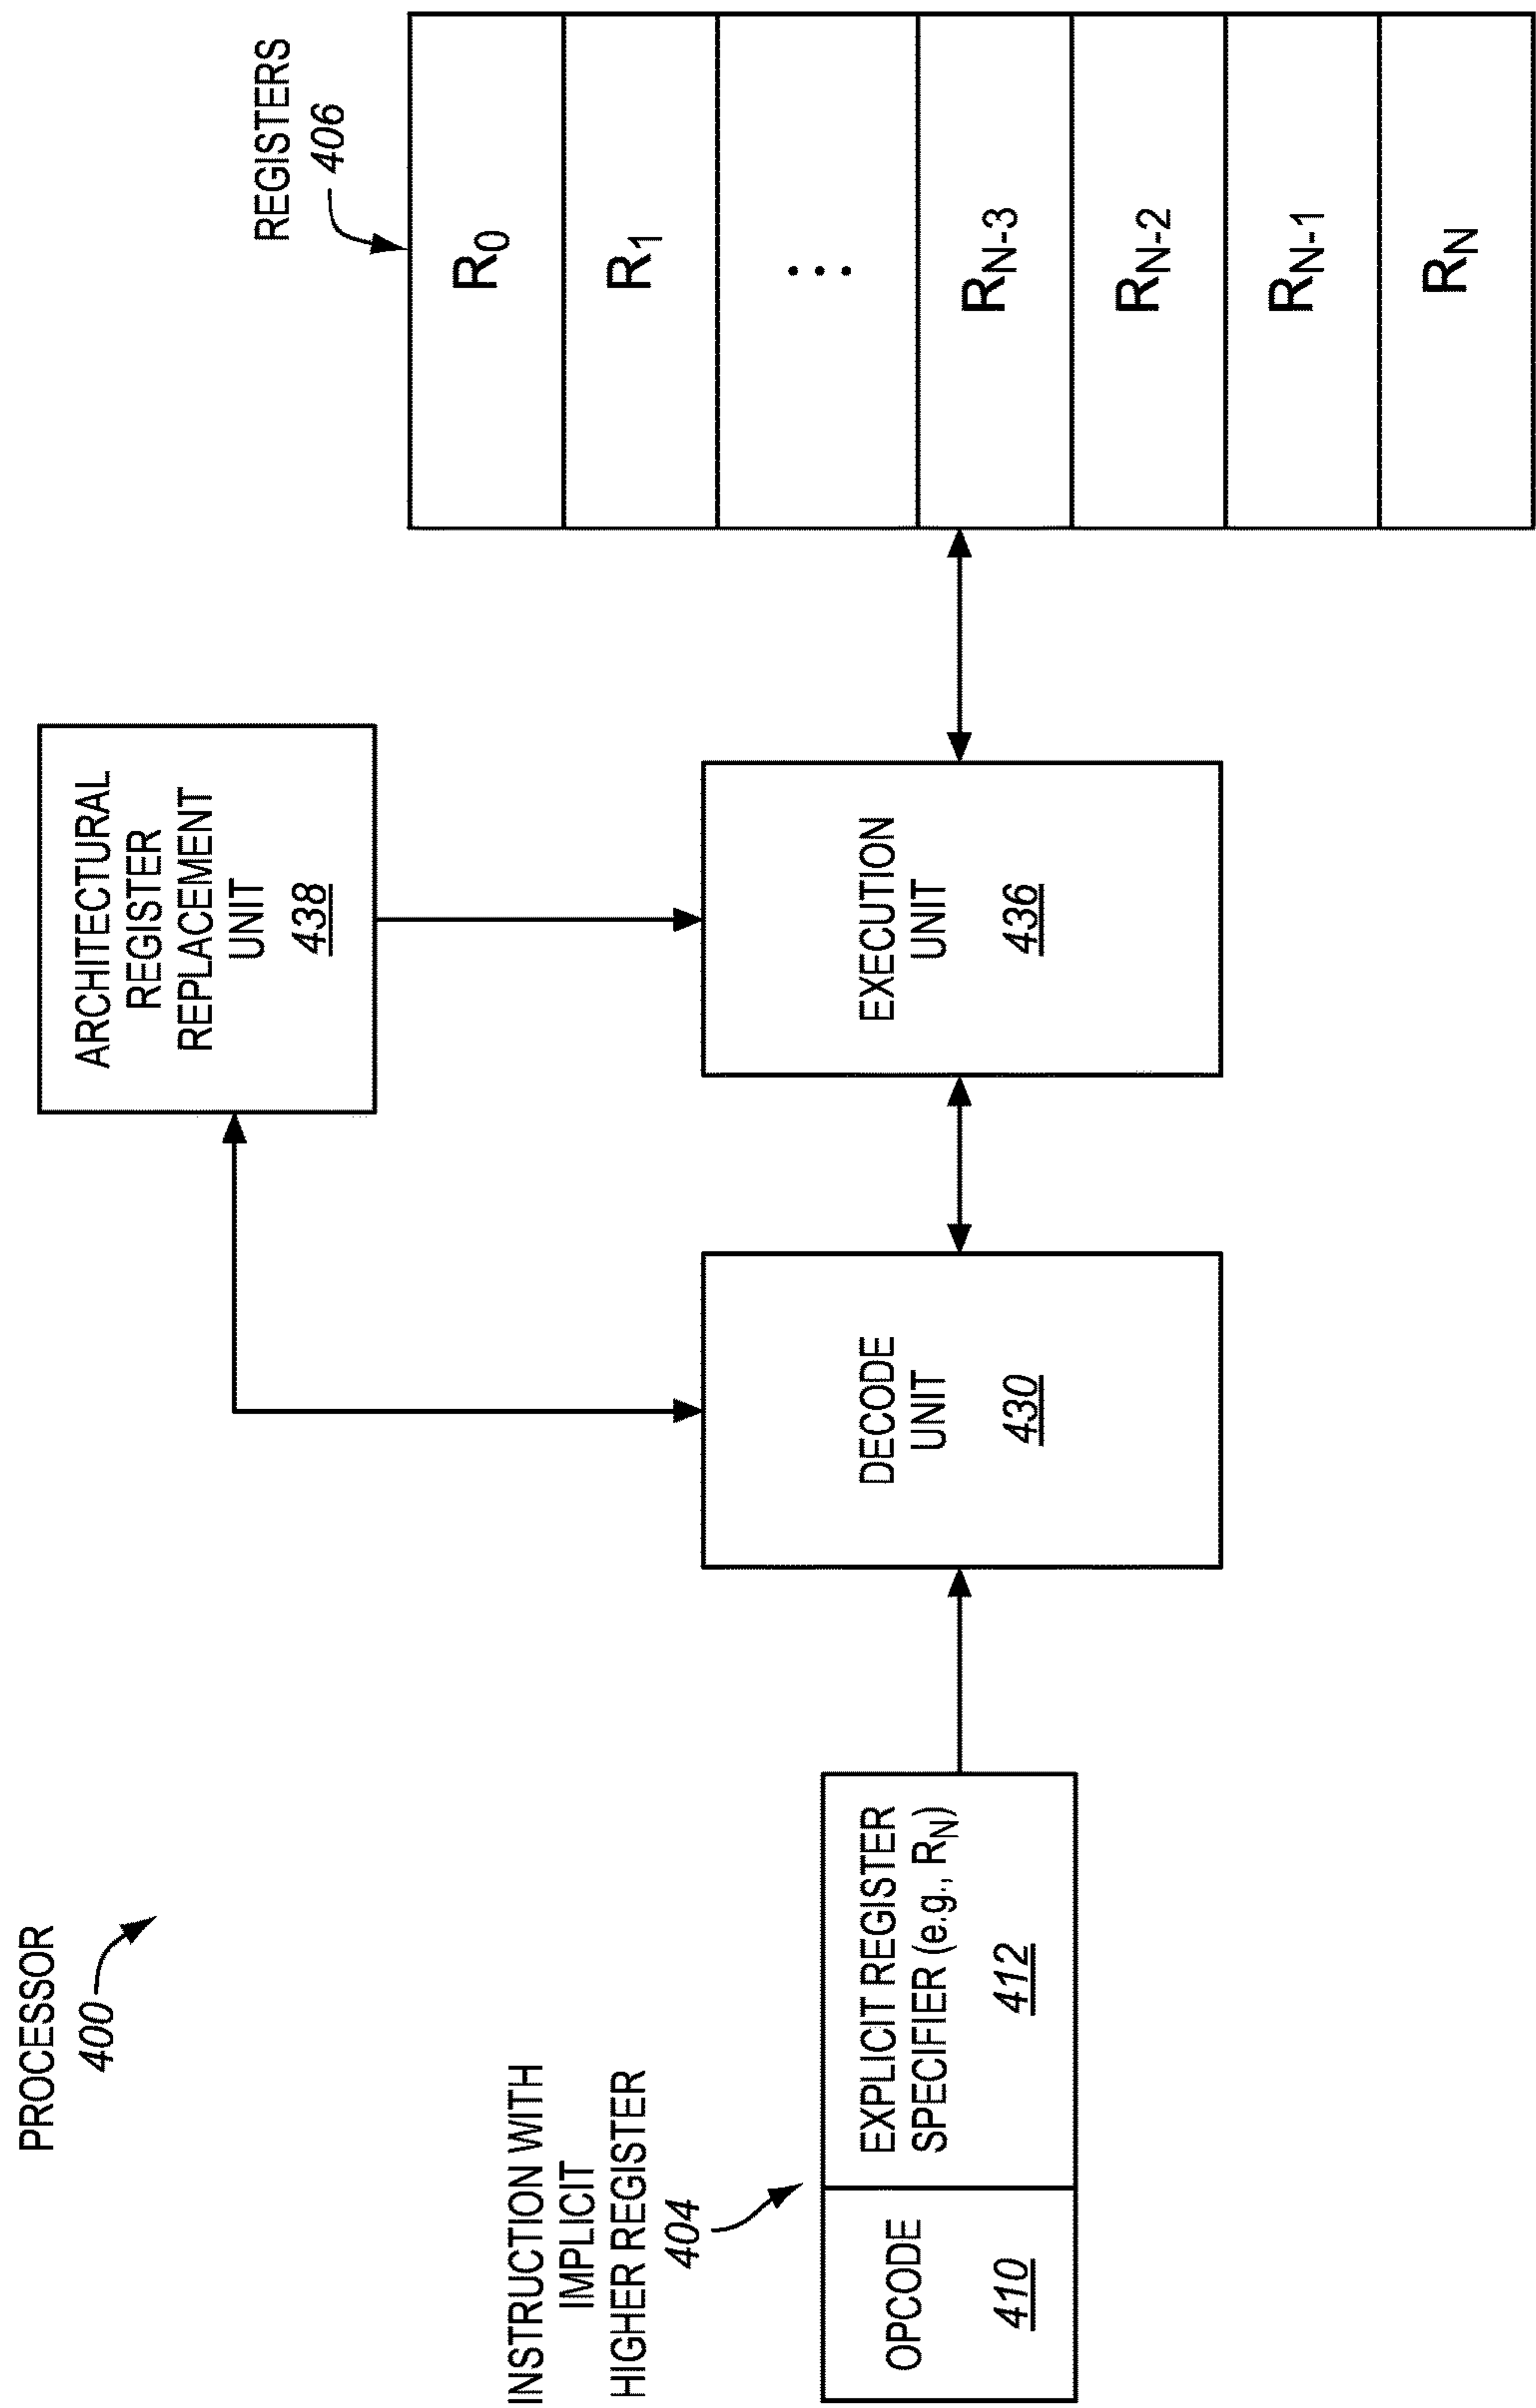 PROCESSOR
400
INSTRUCTION WITH
IMPLICIT
HIGHER REGISTER
404
OPCODE
410
EXPLICIT REGISTER
SPECIFIER (e.g., RN)
412
DECODE
UNIT
430
ARCHITECTURAL
REGISTER
REPLACEMENT
UNIT
438
EXECUTION
UNIT
436
REGISTERS
406
R0
R1
...
RN-3
RN-2
RN-1
RN